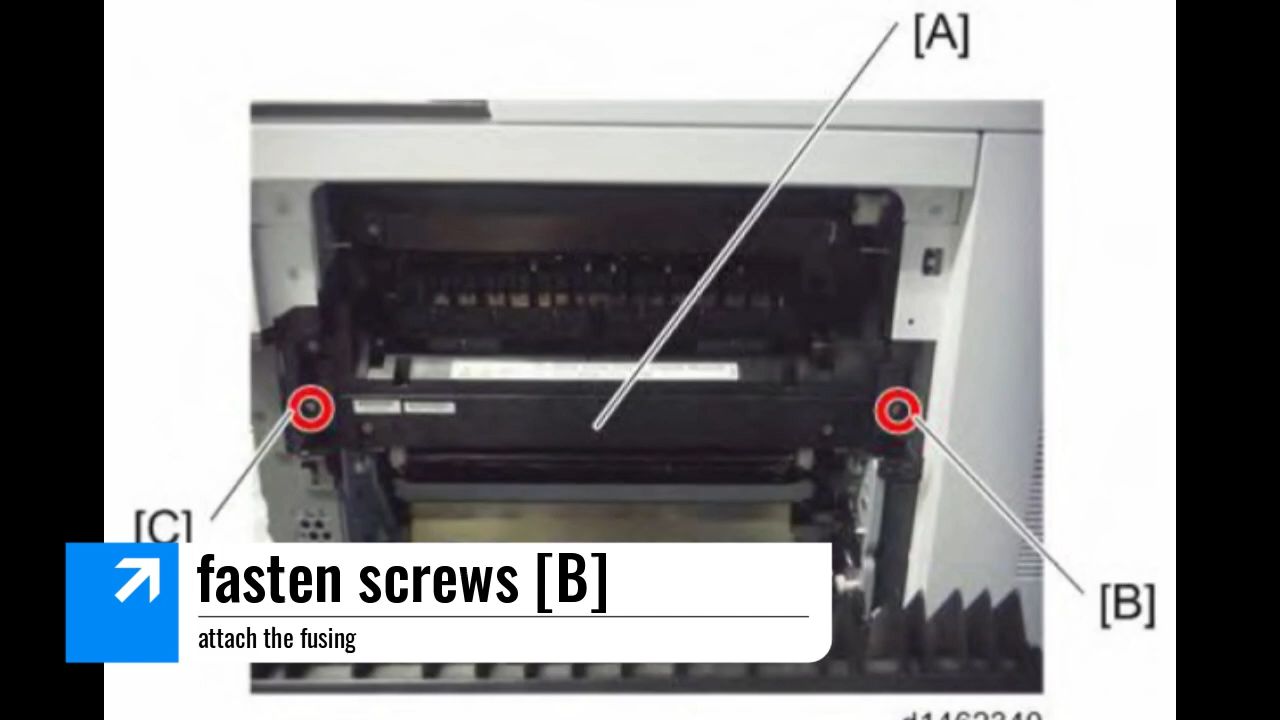 [A]
[C]
[B]
fasten screws [B]
attach the fusing